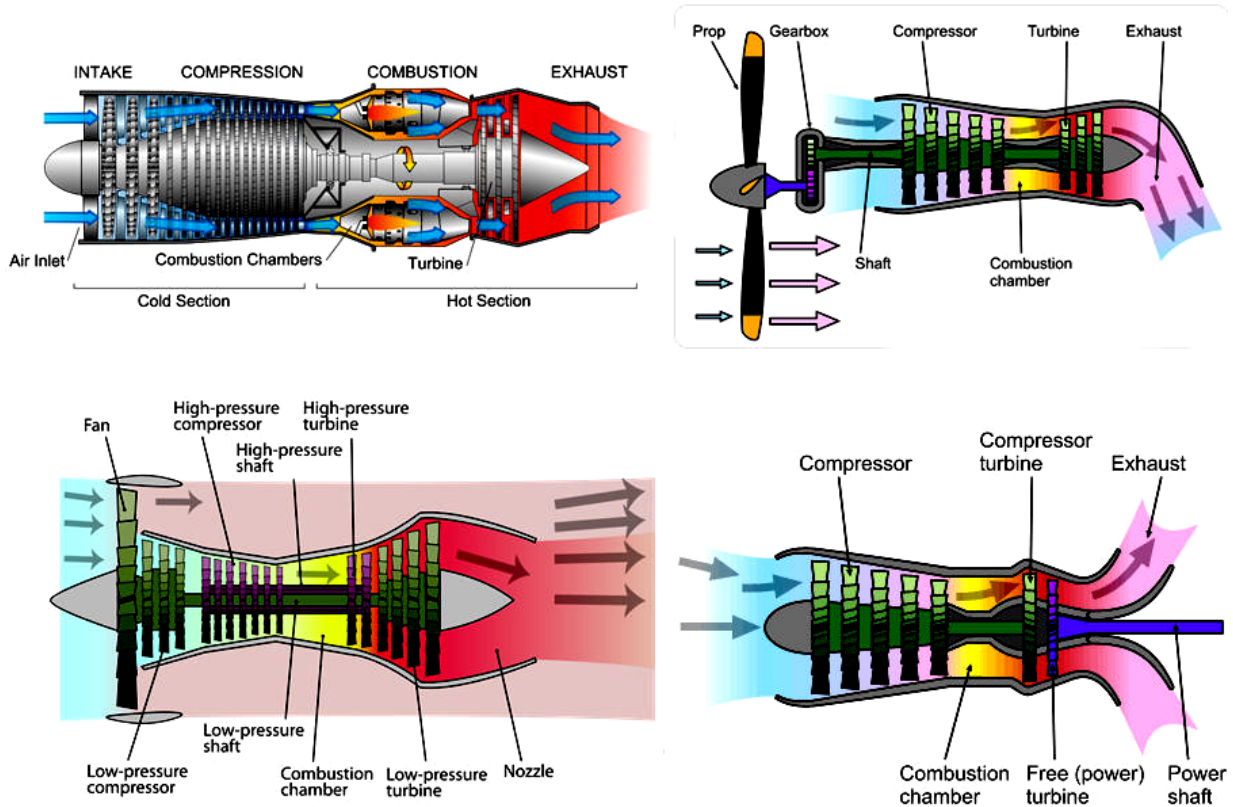 INTAKE COMPRESSION COMBUSTION EXHAUST
Air Inlet
Combustion Chambers
Turbine
Cold Section
Hot Section
Prop
Gearbox
Compressor
Turbine
Exhaust
Shaft
Combustion
chamber
Fan
High-pressure
compressor
High-pressure
shaft
High-pressure
turbine
Low-pressure
compressor
Low-pressure
shaft
Combustion
chamber
Low-pressure
turbine
Nozzle
Compressor
Compressor
turbine
Exhaust
Combustion
chamber
Free (power)
turbine
Power
shaft